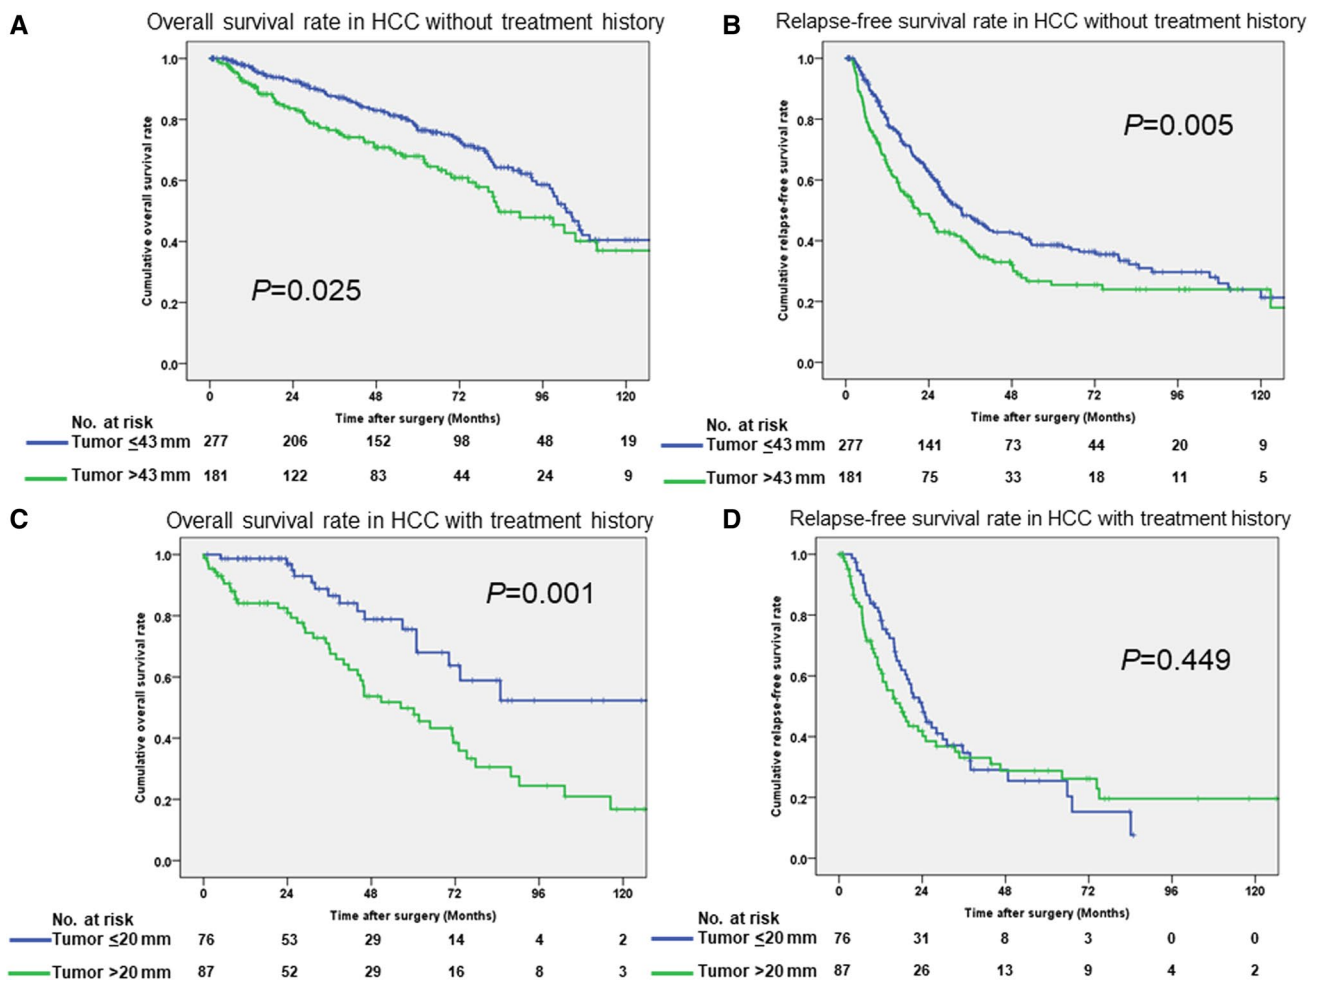 A
Overall survival rate in HCC without treatment history
Cumulative overall survival rate
1.0
0.8
0.6
0.4
0.2
0.0
P=0.025
0 24 48 72 96 120
Time after surgery (Months)
No. at risk
Tumor ≤43 mm 277 206 152 98 48 19
Tumor >43 mm 181 122 83 44 24 9
B
Relapse-free survival rate in HCC without treatment history
Cumulative relapse-free survival rate
1.0
0.8
0.6
0.4
0.2
0.0
P=0.005
0 24 48 72 96 120
Time after surgery (Months)
No. at risk
Tumor ≤43 mm 277 141 73 44 20 9
Tumor >43 mm 181 75 33 18 11 5
C
Overall survival rate in HCC with treatment history
Cumulative overall survival rate
1.0
0.8
0.6
0.4
0.2
0.0
P=0.001
0 24 48 72 96 120
Time after surgery (Months)
No. at risk
Tumor ≤20 mm 76 53 29 14 4 2
Tumor >20 mm 87 52 29 16 8 3
D
Relapse-free survival rate in HCC with treatment history
Cumulative relapse-free survival rate
1.0
0.8
0.6
0.4
0.2
0.0
P=0.449
0 24 48 72 96 120
Time after surgery (Months)
No. at risk
Tumor ≤20 mm 76 31 8 3 0 0
Tumor >20 mm 87 26 13 9 4 2